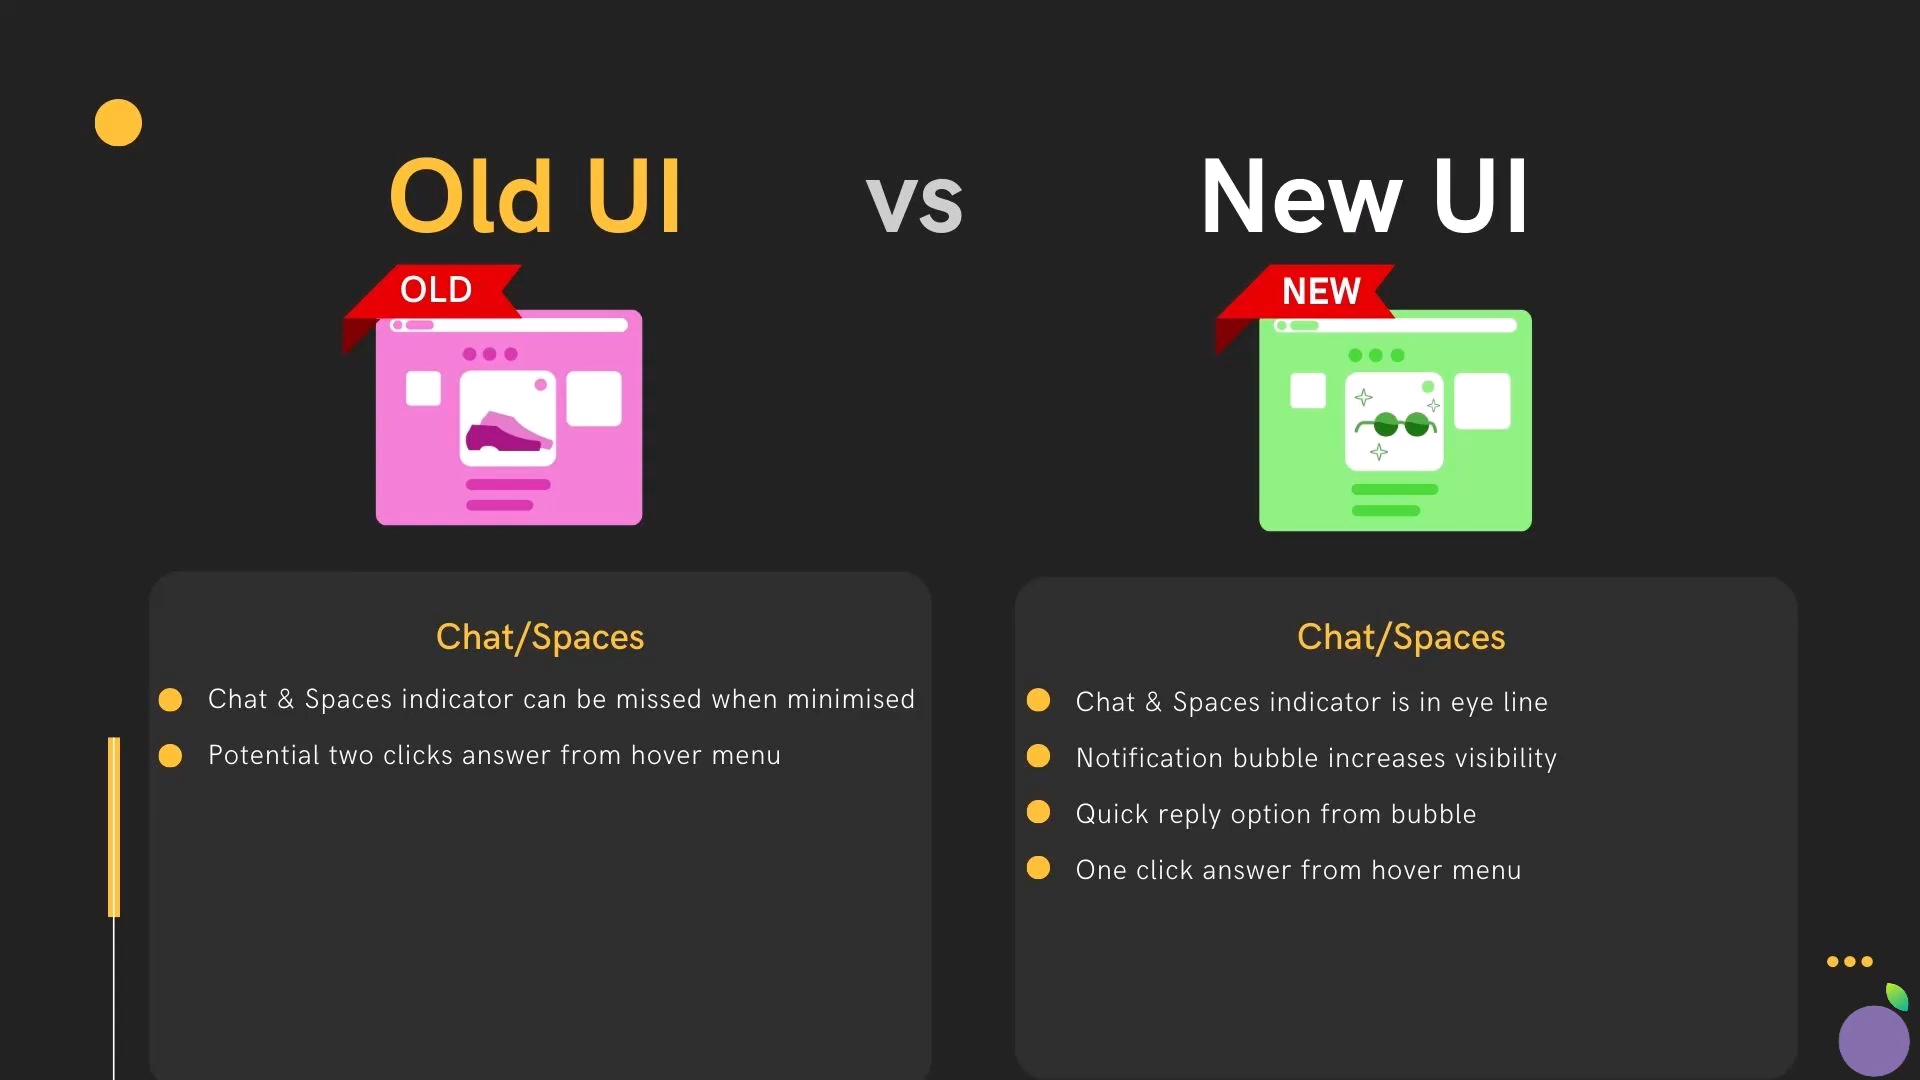 Old UI
vs
New UI
OLD
NEW
Chat/Spaces
Chat & Spaces indicator can be missed when minimised
Potential two clicks answer from hover menu
Chat/Spaces
Chat & Spaces indicator is in eye line
Notification bubble increases visibility
Quick reply option from bubble
One click answer from hover menu